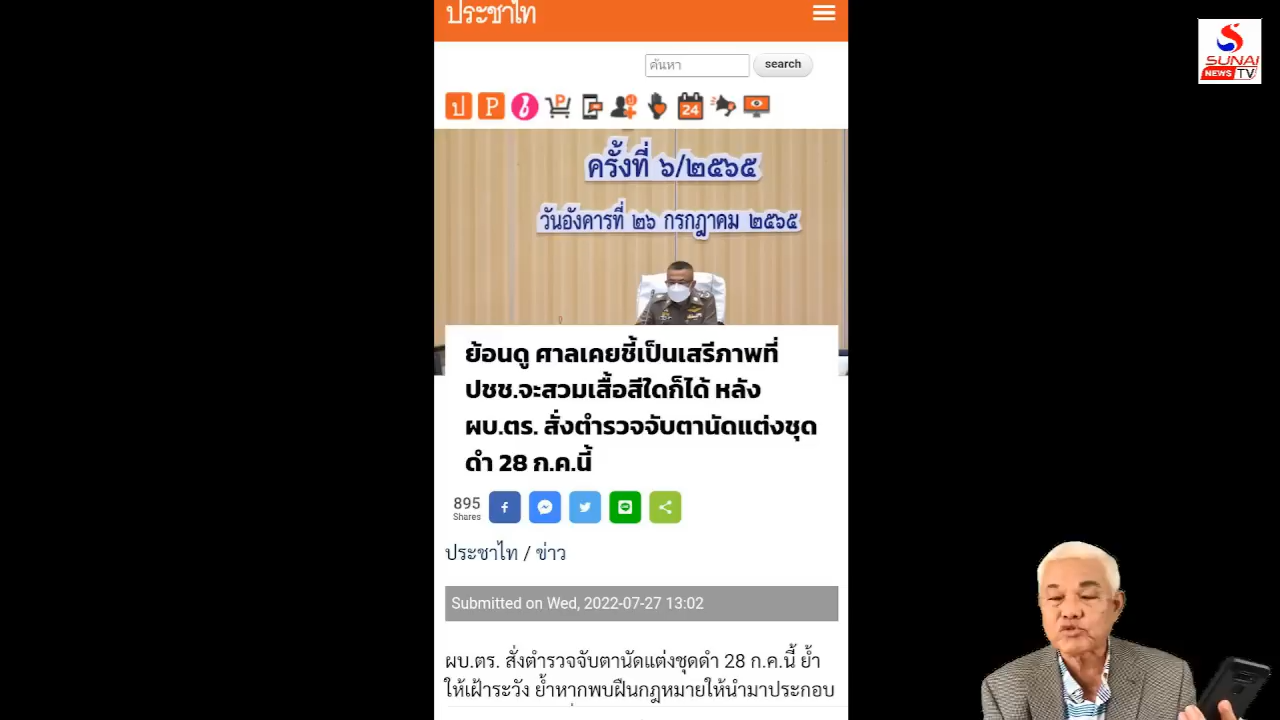 ประชาไท
ค้นหา
search
ป
P
P
24
ครั้งที่ ๖/๒๕๖๕
วันอังคารที่ ๒๖ กรกฎาคม ๒๕๖๕
ย้อนดู ศาลเคยชี้เป็นเสรีภาพที่
ปชช.จะสวมเสื้อสีใดก็ได้ หลัง
ผบ.ตร. สั่งตำรวจจับตานัดแต่งชุด
ดำ 28 ก.ค.นี้
895
Shares
ประชาไท / ข่าว
Submitted on Wed, 2022-07-27 13:02
ผบ.ตร. สั่งตำรวจจับตานัดแต่งชุดดำ 28 ก.ค.นี้ ย้ำ
ให้เฝ้าระวัง ย้ำหากพบฝืนกฎหมายให้นำมาประกอบ
SUNAI
NEWS TV